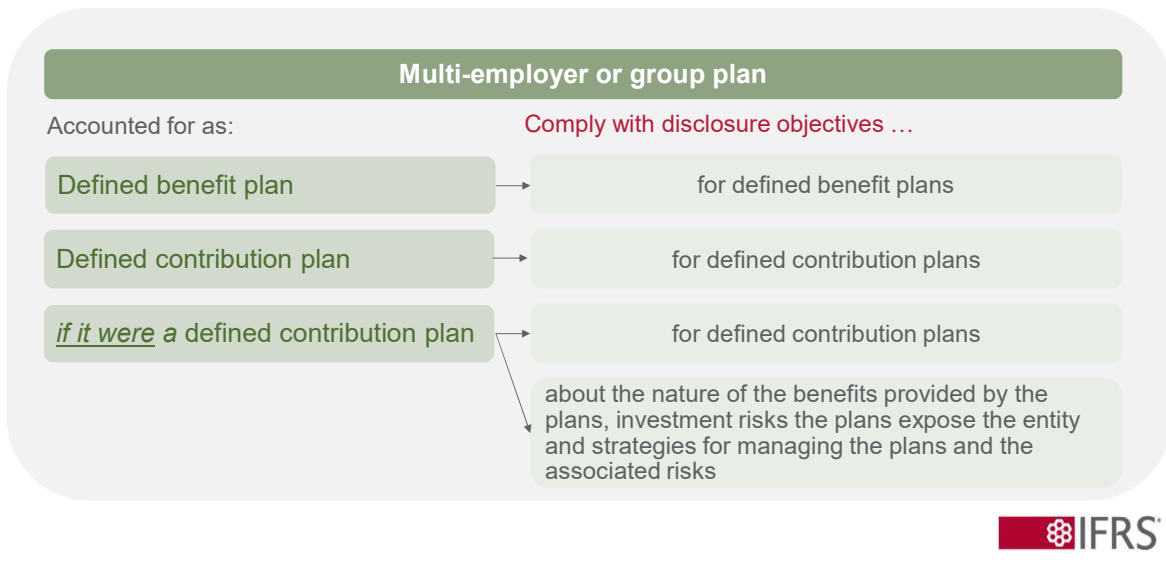 Multi-employer or group plan
Accounted for as:
Comply with disclosure objectives …
Defined benefit plan
for defined benefit plans
Defined contribution plan
for defined contribution plans
if it were a defined contribution plan
for defined contribution plans
about the nature of the benefits provided by the
plans, investment risks the plans expose the entity
and strategies for managing the plans and the
associated risks
IFRS